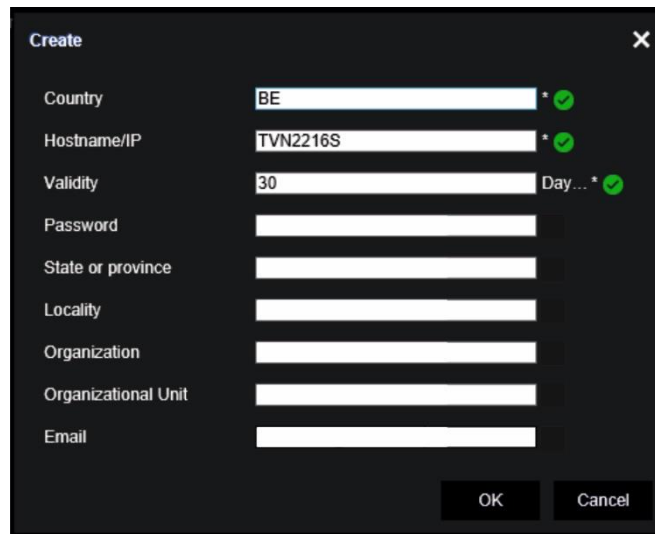 Create
Country BE *
Hostname/IP TVN2216S *
Validity 30 Day... *
Password
State or province
Locality
Organization
Organizational Unit
Email
OK Cancel